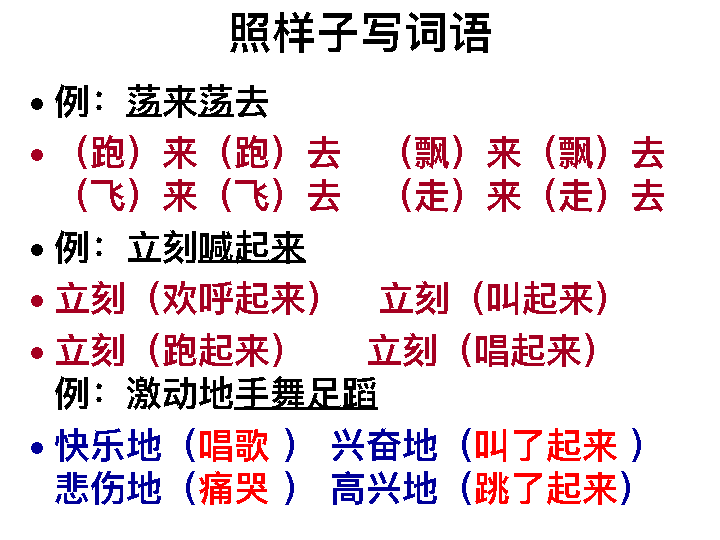 照样子写词语
•例：荡来荡去
•（跑）来（跑）去 （飘）来（飘）去
（飞）来（飞）去 （走）来（走）去
•例：立刻喊起来
•立刻（欢呼起来） 立刻（叫起来）
•立刻（跑起来） 立刻（唱起来）
例：激动地手舞足蹈
•快乐地（唱歌 ） 兴奋地（叫了起来 ）
悲伤地（痛哭 ） 高兴地（跳了起来）